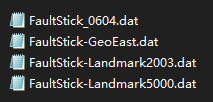 FaultStick_0604.dat
FaultStick-GeoEast.dat
FaultStick-Landmark2003.dat
FaultStick-Landmark5000.dat